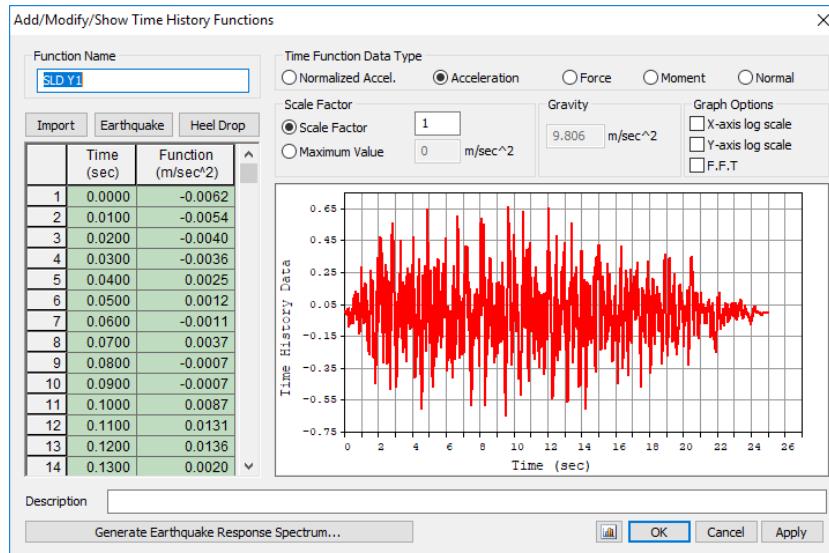 Add/Modify/Show Time History Functions
Function Name
SLD Y1
Import Earthquake Heel Drop
Time (sec) Function (m/sec^2)
1 0.0000 -0.0062
2 0.0100 -0.0054
3 0.0200 -0.0040
4 0.0300 -0.0036
5 0.0400 0.0025
6 0.0500 0.0012
7 0.0600 -0.0011
8 0.0700 0.0037
9 0.0800 -0.0007
10 0.0900 -0.0007
11 0.1000 0.0087
12 0.1100 0.0131
13 0.1200 0.0136
14 0.1300 0.0020
Time Function Data Type
Normalized Accel. Acceleration Force Moment Normal
Scale Factor
Scale Factor 1
Maximum Value 0 m/sec^2
Gravity
9.806 m/sec^2
Graph Options
X-axis log scale
Y-axis log scale
F.F.T
Time History Data
0.65
0.45
0.25
0.05
-0.15
-0.35
-0.55
-0.75
0 2 4 6 8 10 12 14 16 18 20 22 24 26
Time (sec)
Description
Generate Earthquake Response Spectrum... OK Cancel Apply